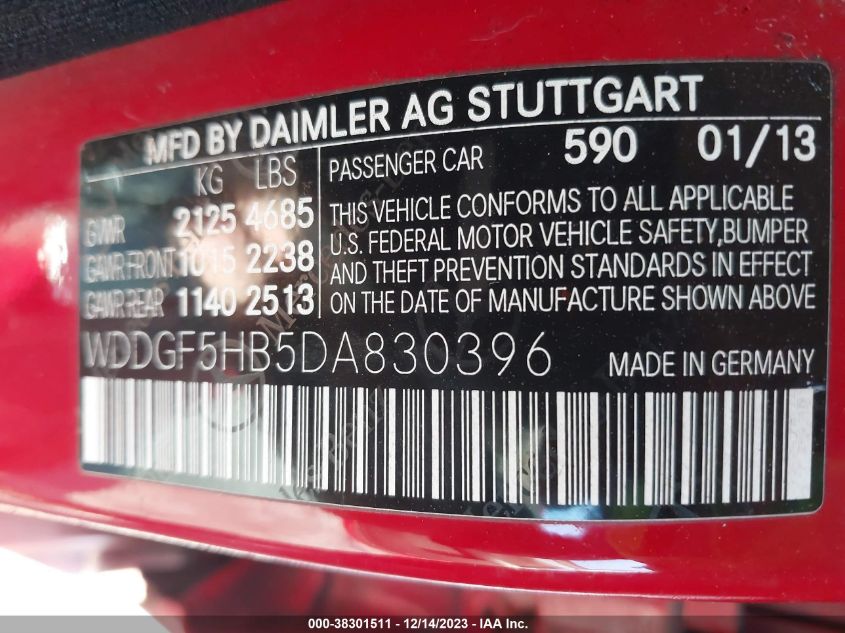 MFD BY DAIMLER AG STUTTGART
KG LBS
PASSENGER CAR 590 01/13
GVWR 2125 4685
GAWR FRONT 1015 2238
GAWR REAR 1140 2513
THIS VEHICLE CONFORMS TO ALL APPLICABLE
U.S. FEDERAL MOTOR VEHICLE SAFETY,BUMPER
AND THEFT PREVENTION STANDARDS IN EFFECT
ON THE DATE OF MANUFACTURE SHOWN ABOVE
WDDGF5HB5DA830396 MADE IN GERMANY
000-38301511 - 12/14/2023 - IAA Inc.